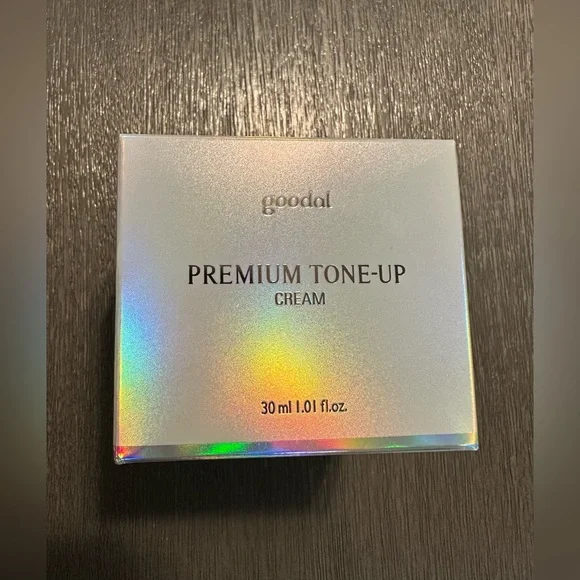 goodal
PREMIUM TONE-UP
CREAM
30 ml 1.01 fl.oz.